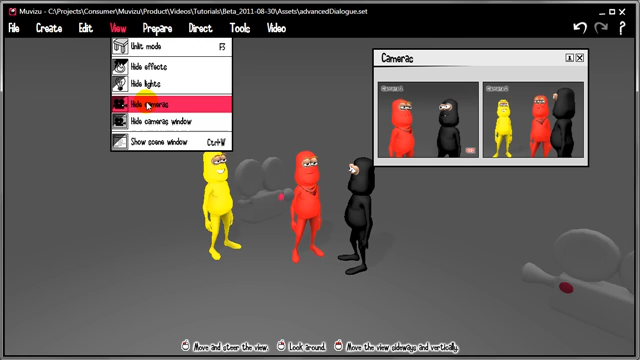 Muvizu - C:\Projects\Consumer\Muvizu\Product\Videos\Tutorials\Beta_2011-08-30\Assets\advancedDialogue.set
File Create Edit View Prepare Direct Tools Video ?
Unlit mode F5
Hide effects
Hide lights
Hide cameras
Hide cameras window
Show scene window Ctrl+W
Cameras
Camera 1 Camera 2
Move and steer the view. Look around. Move the view sideways and vertically.